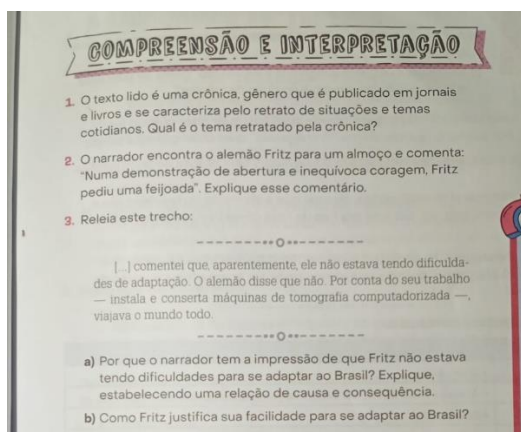 COMPREENSÃO E INTERPRETAÇÃO
1. O texto lido é uma crônica, gênero que é publicado em jornais
e livros e se caracteriza pelo retrato de situações e temas
cotidianos. Qual é o tema retratado pela crônica?
2. O narrador encontra o alemão Fritz para um almoço e comenta:
“Numa demonstração de abertura e inequívoca coragem, Fritz
pediu uma feijoada”. Explique esse comentário.
3. Releia este trecho:
[...] comentei que, aparentemente, ele não estava tendo dificulda-
des de adaptação. O alemão disse que não. Por conta do seu trabalho
— instala e conserta máquinas de tomografia computadorizada —,
viajava o mundo todo.
a) Por que o narrador tem a impressão de que Fritz não estava
tendo dificuldades para se adaptar ao Brasil? Explique,
estabelecendo uma relação de causa e consequência.
b) Como Fritz justifica sua facilidade para se adaptar ao Brasil?